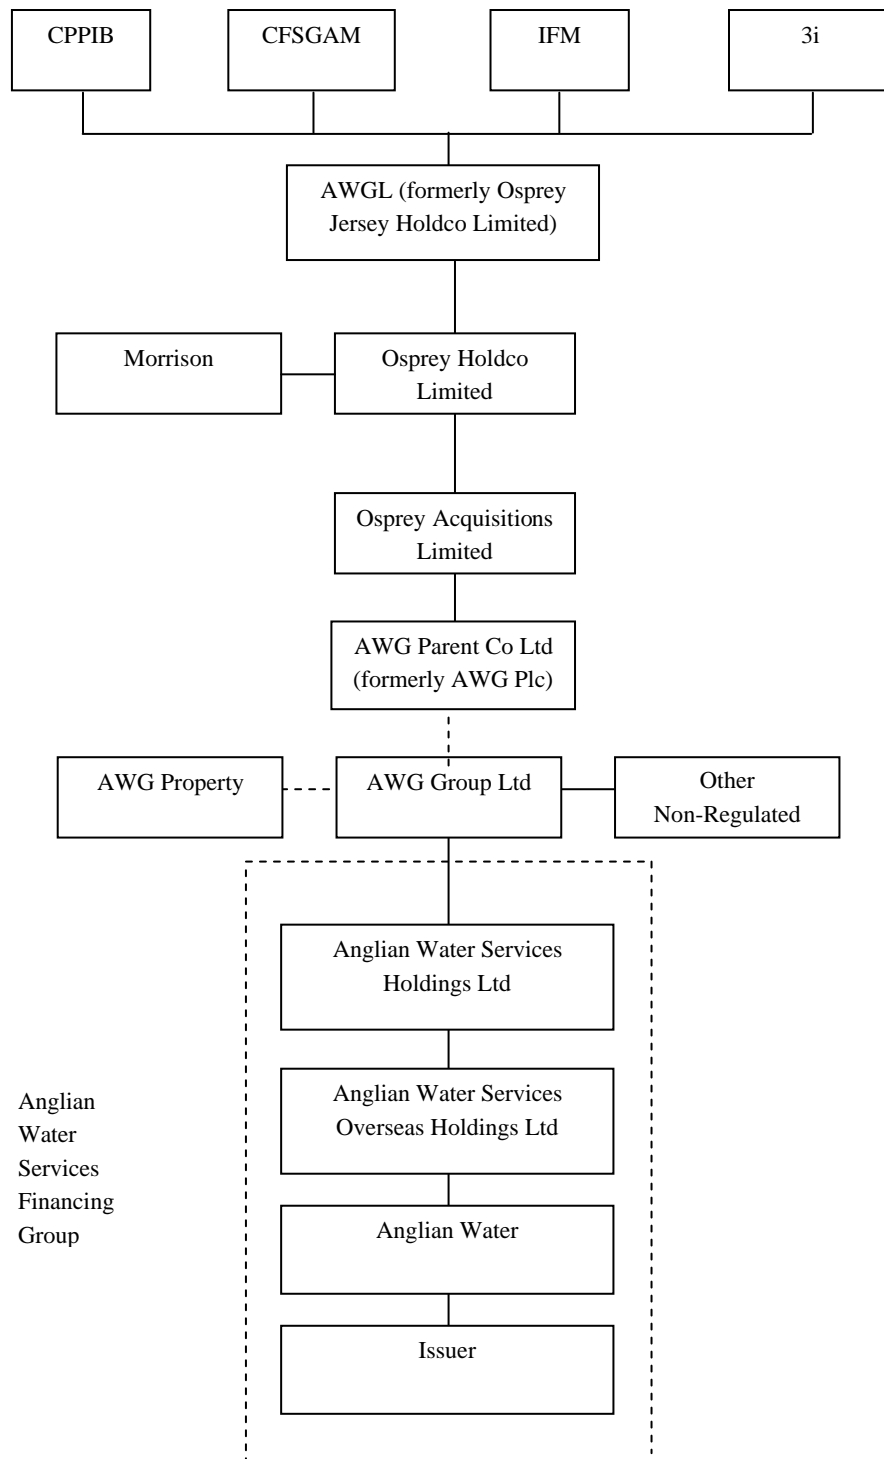 CPPIB
CFSGAM
IFM
3i
AWGL (formerly Osprey
Jersey Holdco Limited)
Morrison
Osprey Holdco
Limited
Osprey Acquisitions
Limited
AWG Parent Co Ltd
(formerly AWG Plc)
AWG Property
AWG Group Ltd
Other
Non-Regulated
Anglian Water Services
Holdings Ltd
Anglian Water Services
Overseas Holdings Ltd
Anglian
Water
Services
Financing
Group
Anglian Water
Issuer